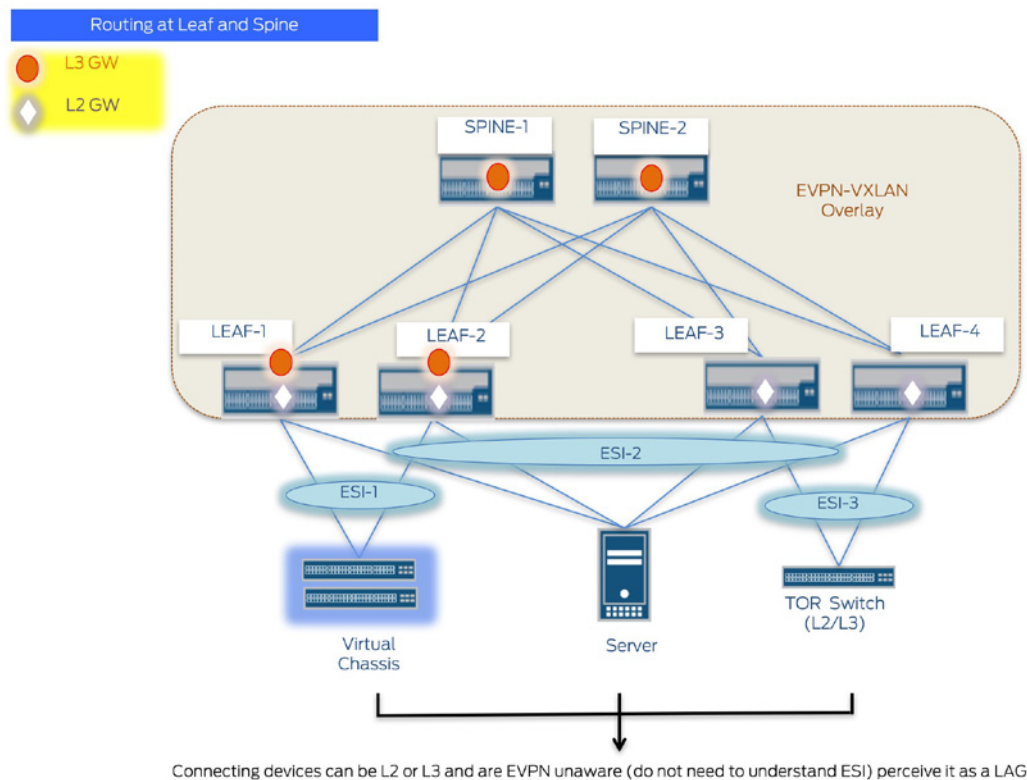 Routing at Leaf and Spine
L3 GW
L2 GW
SPINE-1
SPINE-2
EVPN-VXLAN
Overlay
LEAF-1
LEAF-2
LEAF-3
LEAF-4
ESI-2
ESI-1
ESI-3
TOR Switch
(L2/L3)
Virtual
Chassis
Server
Connecting devices can be L2 or L3 and are EVPN unaware (do not need to understand ESI) perceive it as a LAG